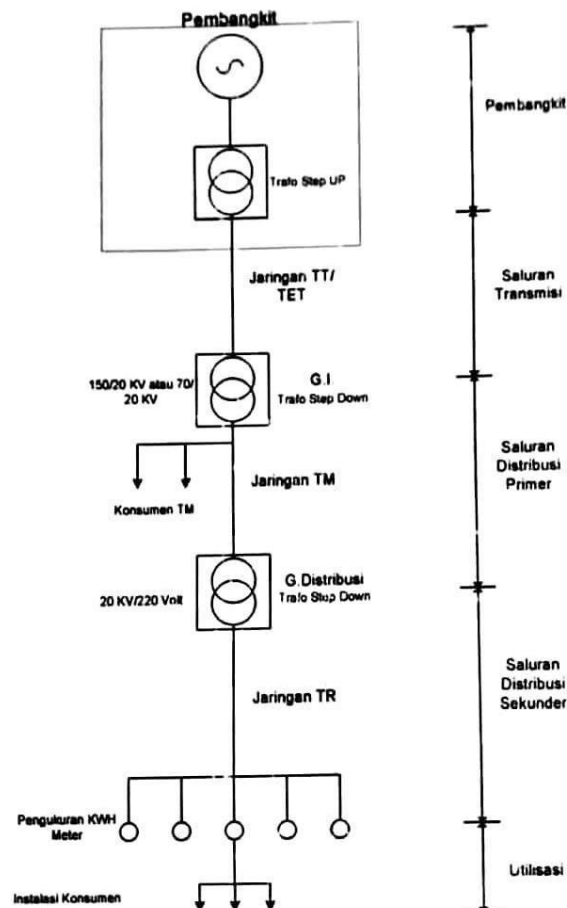 Pembangkit
Pembangkit
Trafo Step UP
Jaringan TT/
TET
Saluran
Transmisi
150/20 KV atau 70/
20 KV
G.I.
Trafo Step Down
Konsumen TM
Jaringan TM
Saluran
Distribusi
Primer
20 KV/220 Volt
G.Distribusi
Trafo Stop Down
Jaringan TR
Saluran
Distribusi
Sekunder
Pengukuran KWH
Meter
Utilisasi
Instalasi Konsumen